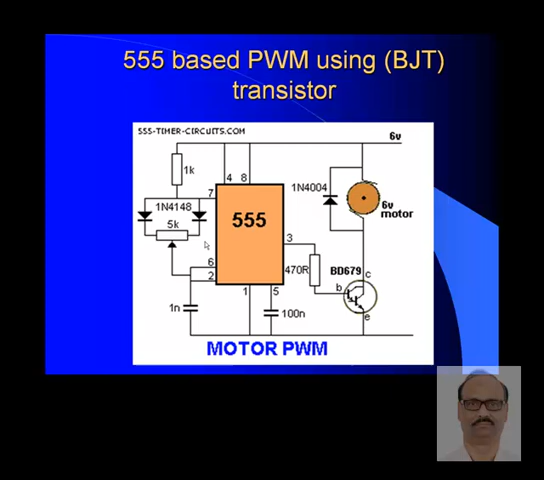 555 based PWM using (BJT)
transistor
555-TIMER-CIRCUITS.COM
6v
1k
4 8
7
1N4148
1N4004
5k
555
6v
motor
3
6
2
470R
BD679
c
b
1n
1
5
100n
e
MOTOR PWM